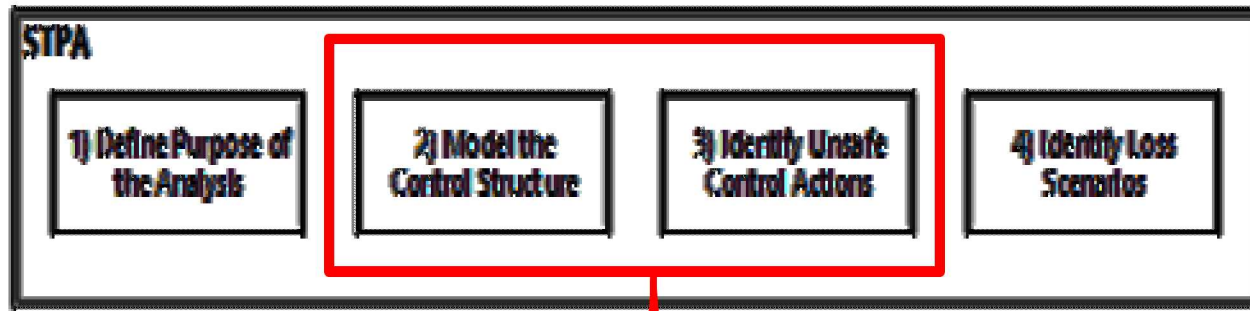 STPA
1) Define Purpose of
the Analysis
2) Model the
Control Structure
3) Identify Unsafe
Control Actions
4) Identify Loss
Scenarios